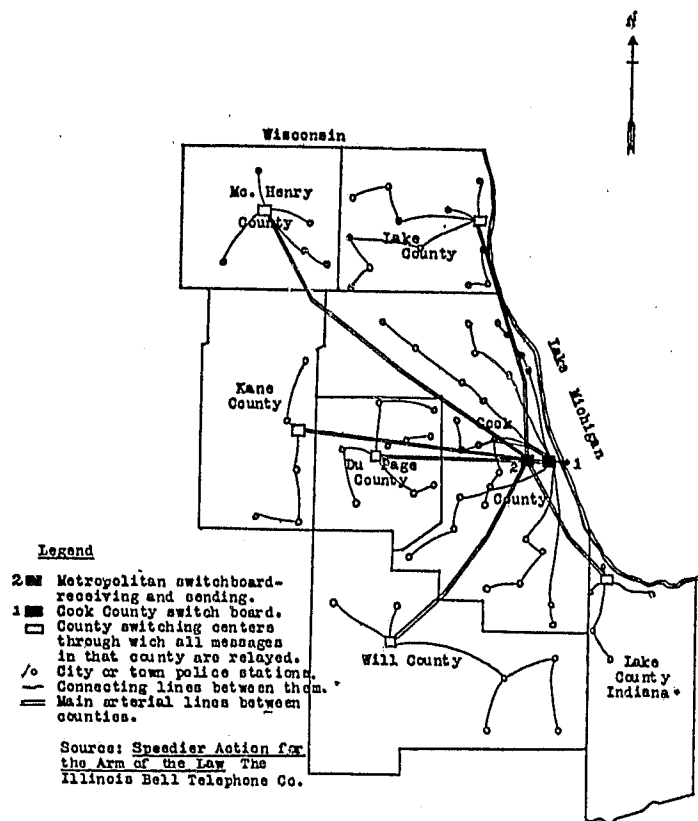 N
Wisconsin
Mc. Henry
County
Lake
County
Lake Michigan
Kane
County
Cook
County
2
1
Du Page
County
Will County
Lake
County
Indiana
Legend
2 Metropolitan switchboard-
receiving and sending.
1 Cook County switch board.
County switching centers
through wich all messages
in that county are relayed.
City or town police stations.
Connecting lines between them.
Main arterial lines between
counties.
Source: Speedier Action for
the Arm of the Law The
Illinois Bell Telephone Co.